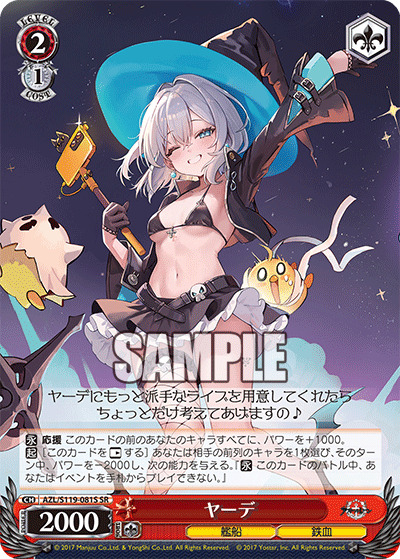 LEVEL
2
1
COST
SAMPLE
ヤーデにもっと派手なライブを用意してくれたら
ちょっとだけ考えてあげますの♪
永 応援 このカードの前のあなたのキャラすべてに、パワーを+1000。
起 [このカードを□する] あなたは相手の前列のキャラを1枚選び、そのターン中、パワーを-2000し、次の能力を与える。『永 このカードのバトル中、あなたはイベントを手札からプレイできない。』
CH AZL/S119-081S SR
ヤーデ
2000
艦船
鉄血
© 2017 Manjuu Co.,Ltd. & YongShi Co.,Ltd. All Rights Reserved. © 2017 Yostar, Inc. All Rights Reserved.